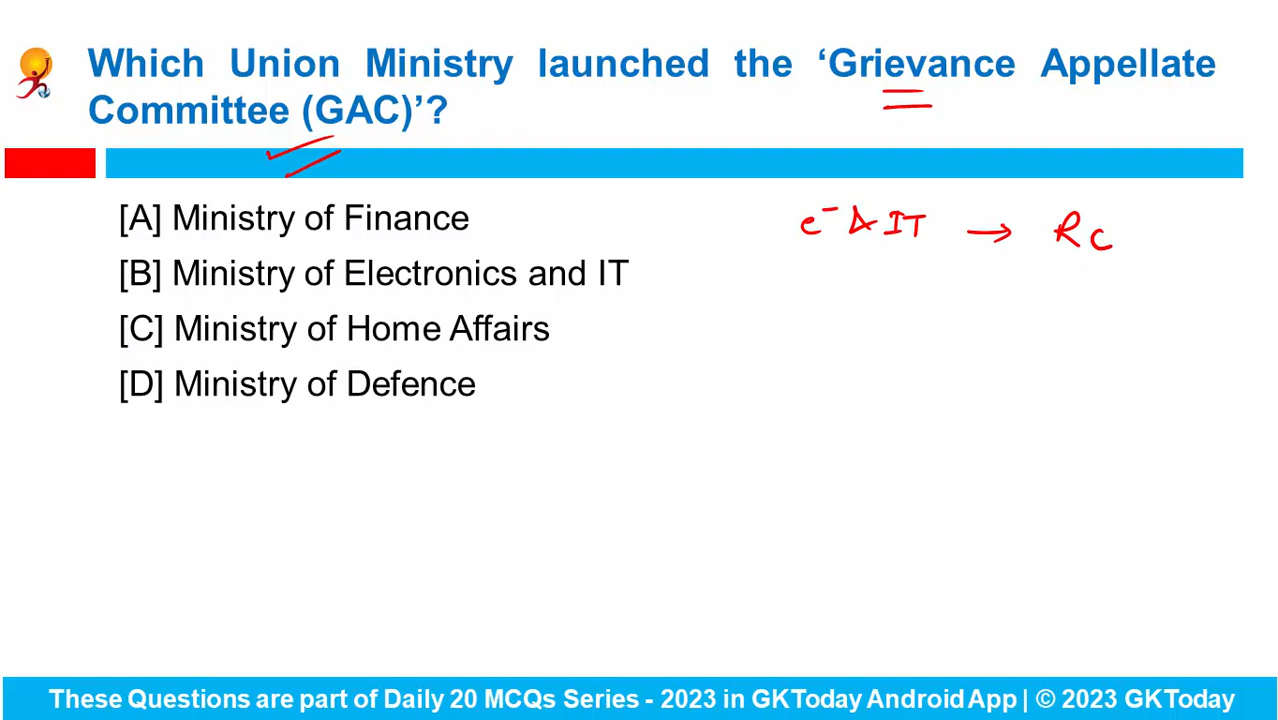 Which Union Ministry launched the ‘Grievance Appellate
Committee (GAC)’?
[A] Ministry of Finance
e- & IT → Rc
[B] Ministry of Electronics and IT
[C] Ministry of Home Affairs
[D] Ministry of Defence
These Questions are part of Daily 20 MCQs Series - 2023 in GKToday Android App | © 2023 GKToday